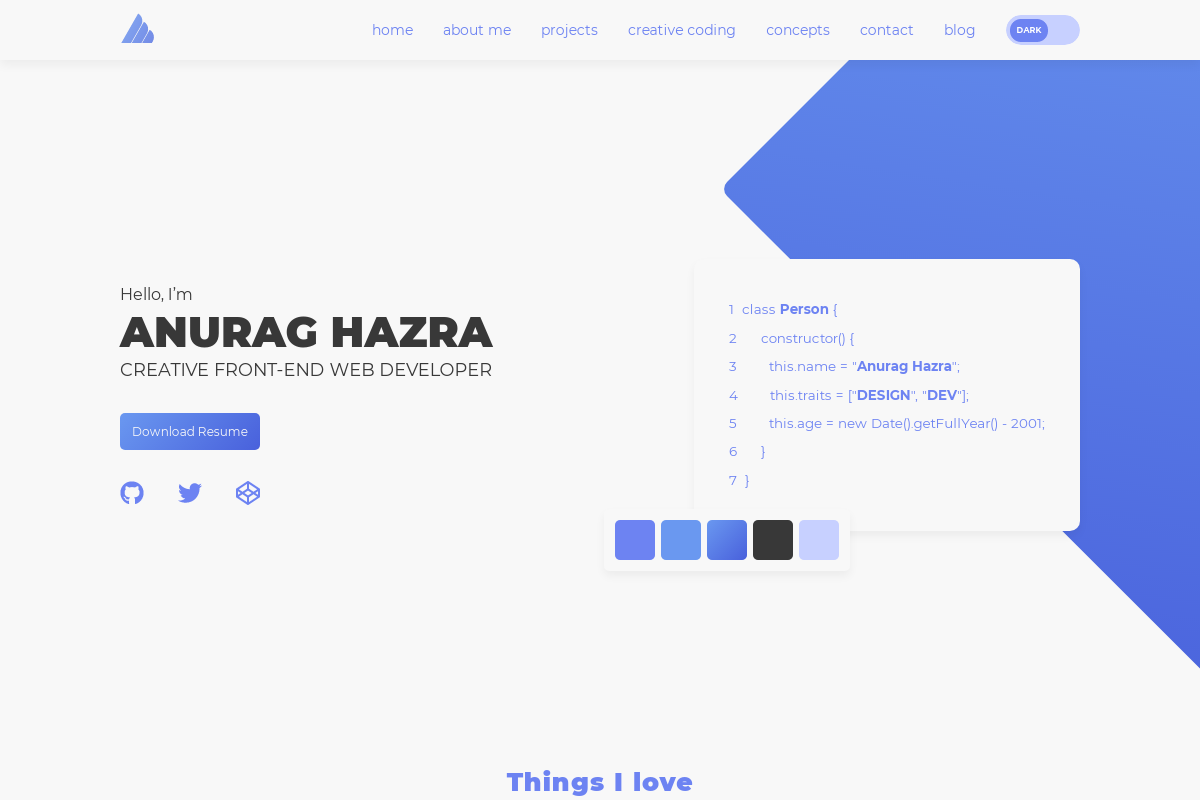 home about me projects creative coding concepts contact blog DARK
Hello, I’m
ANURAG HAZRA
CREATIVE FRONT-END WEB DEVELOPER
Download Resume
1 class Person {
2 constructor() {
3 this.name = "Anurag Hazra";
4 this.traits = ["DESIGN", "DEV"];
5 this.age = new Date().getFullYear() - 2001;
6 }
7 }
Things I love